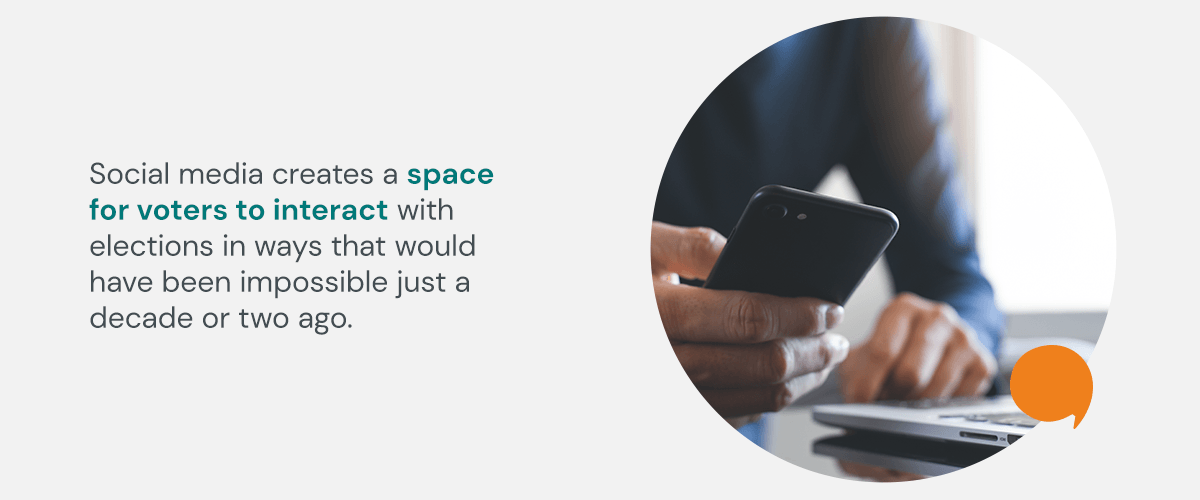 Social media creates a space
for voters to interact with
elections in ways that would
have been impossible just a
decade or two ago.